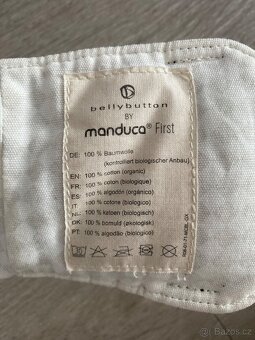 bellybutton
BY
manduca® First
DE: 100 % Baumwolle
(kontrolliert biologischer Anbau)
EN: 100 % cotton (organic)
FR: 100 % coton (biologique)
ES: 100 % algodón (orgánico)
IT: 100 % cotone (biologico)
NL: 100 % katoen (biologisch)
DK: 100 % bomuld (økologisk)
PT: 100 % algodão (biológico)